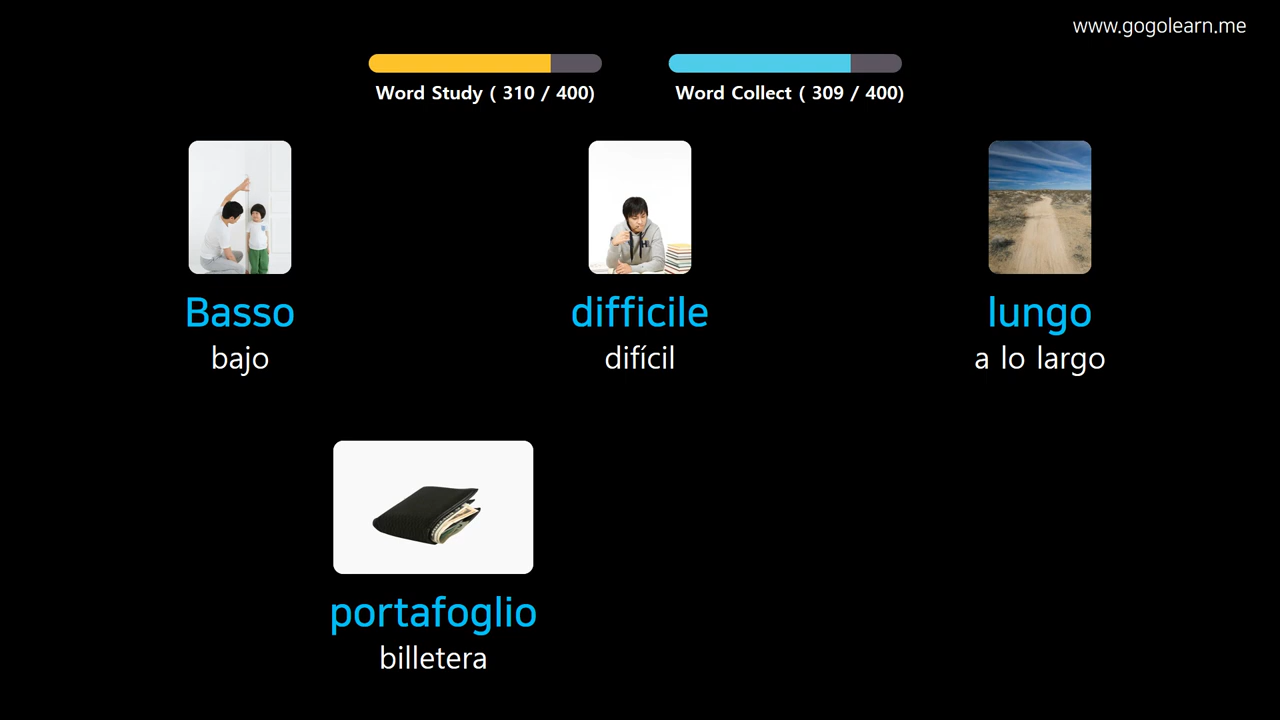 www.gogolearn.me
Word Study ( 310 / 400)
Word Collect ( 309 / 400)
Basso
bajo
difficile
difícil
lungo
a lo largo
portafoglio
billetera